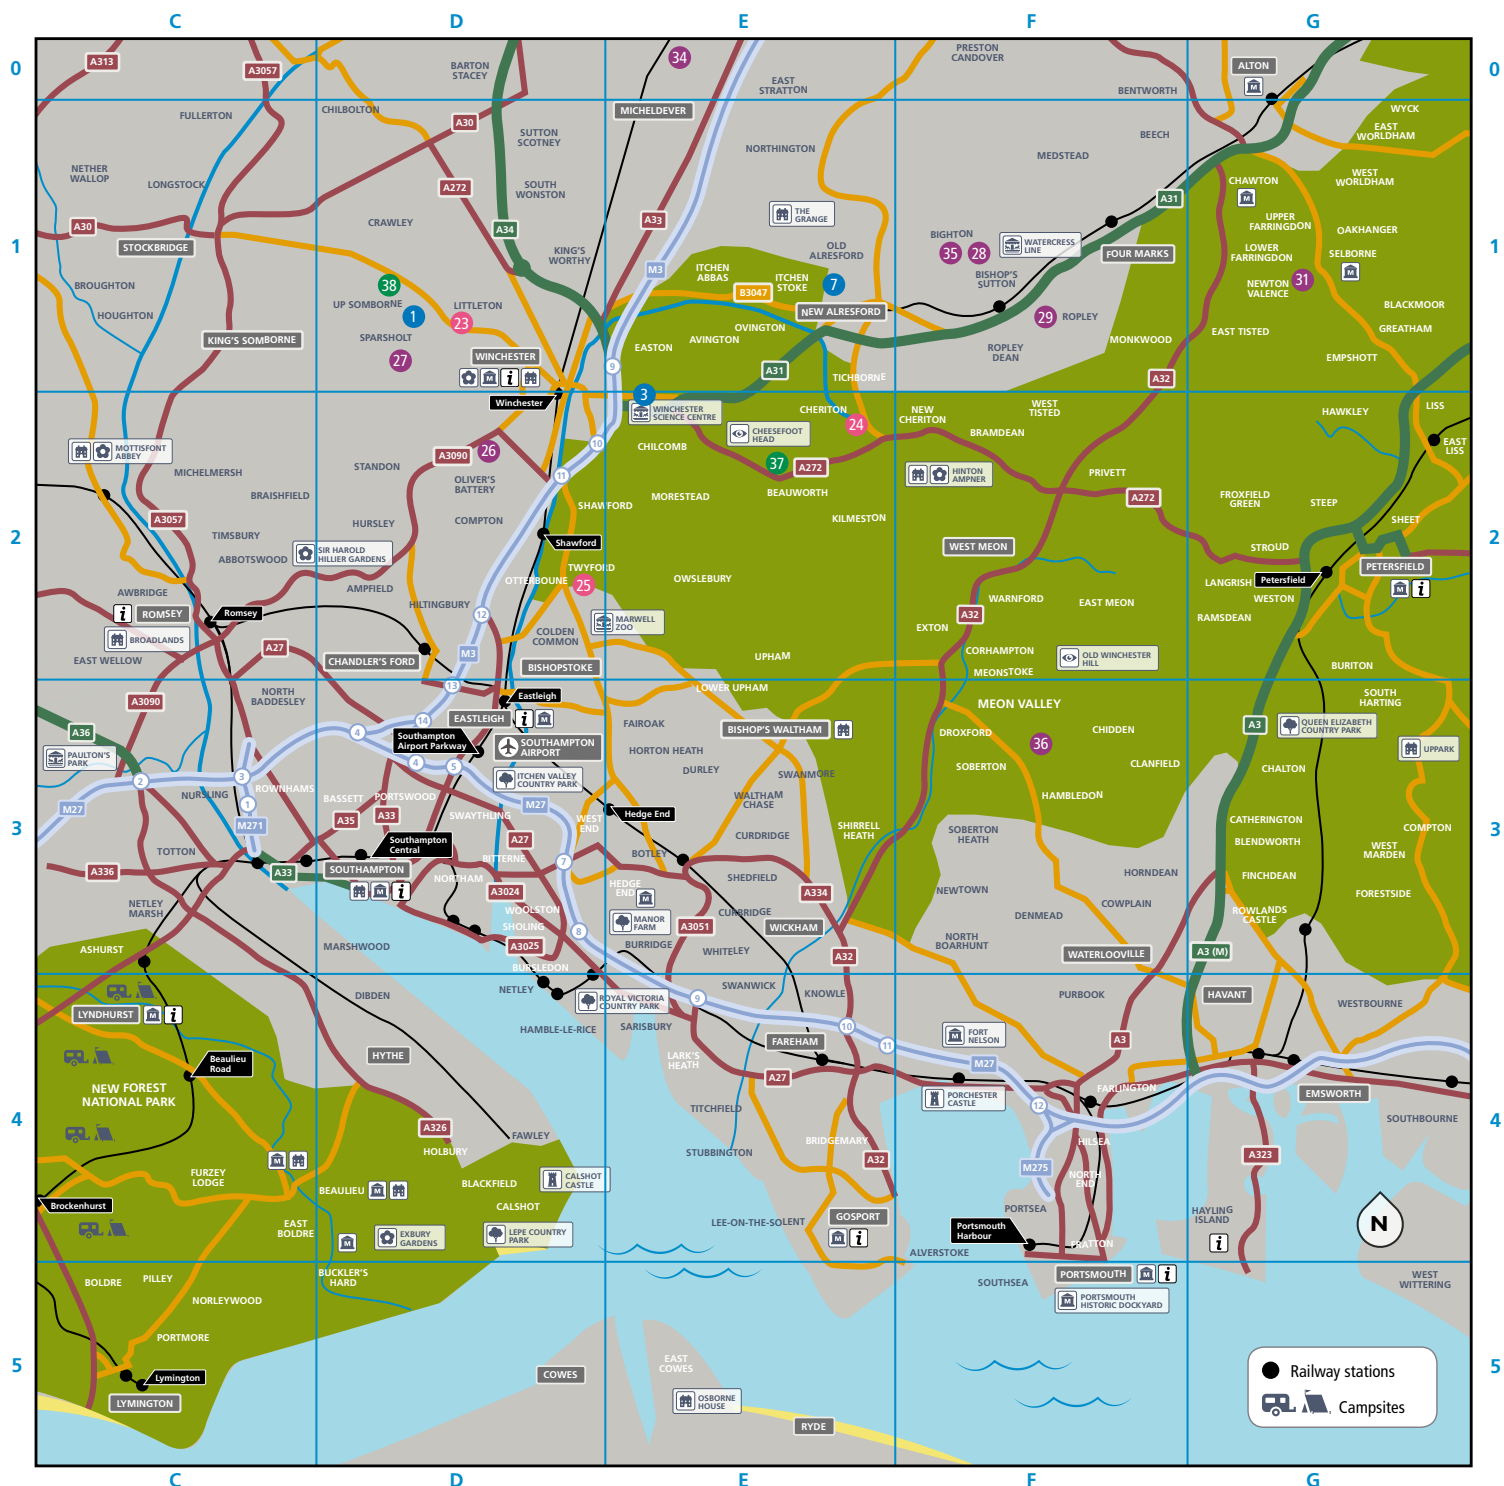 C D E F G
0 0
A313
A3057
BARTON
STACEY
34
EAST
STRATTON
PRESTON
CANDOVER
BENTWORTH
ALTON
M
FULLERTON
CHILBOLTON
A30
SUTTON
SCOTNEY
MICHELDEVER
NORTHINGTON
MEDSTEAD
BEECH
WYCK
EAST
WORLDHAM
NETHER
WALLOP
LONGSTOCK
A272
SOUTH
WONSTON
CHAWTON
M
WEST
WORLDHAM
A30
STOCKBRIDGE
CRAWLEY
A34
KING'S
WORTHY
A33
THE
GRANGE
A31
UPPER
FARRINGDON
OAKHANGER
1 1
M3
ITCHEN
ABBAS
ITCHEN
STOKE
OLD
ALRESFORD
7
BIGHTON
35
28
BISHOP'S
SUTTON
WATERCRESS
LINE
FOUR MARKS
LOWER
FARRINGDON
SELBORNE
M
BROUGHTON
HOUGHTON
38
UP SOMBORNE
1
LITTLETON
23
SPARSHOLT
27
B3047
NEW ALRESFORD
29
ROPLEY
NEWTON
VALENCE
31
BLACKMOOR
GREATHAM
KING'S SOMBORNE
WINCHESTER
M
i
EASTON
AVINGTON
OVINGTON
ROPLEY
DEAN
MONKWOOD
EAST TISTED
EMPSHOTT
9
A31
TICHBORNE
A32
Winchester
3
WINCHESTER
SCIENCE CENTRE
CHEESEFOOT
HEAD
CHERITON
24
NEW
CHERITON
WEST
TISTED
BRAMDEAN
HAWKLEY
LISS
EAST
LISS
MOTTISFONT
ABBEY
MICHELMERSH
STANDON
A3090
26
OLIVER'S
BATTERY
10
11
CHILCOMB
37
A272
BEAUWORTH
HINTON
AMPNER
PRIVETT
A272
FROXFIELD
GREEN
STEEP
BRAISHFIELD
A3057
HURSLEY
COMPTON
SHAWFORD
MORESTEAD
KILMESTON
SHEET
2 2
TIMSBURY
ABBOTSWOOD
SIR HAROLD
HILLIER GARDENS
Shawford
WEST MEON
STROUD
PETERSFIELD
M
i
Petersfield
AMPFIELD
OTTERBOURNE
TWYFORD
25
OWSLEBURY
LANGRISH
WESTON
RAMSDEAN
AWBRIDGE
i
ROMSEY
Romsey
BROADLANDS
HILTINGBURY
12
COLDEN
COMMON
MARWELL
ZOO
WARNFORD
EAST MEON
A32
EXTON
EAST WELLOW
A27
CHANDLER'S FORD
M3
BISHOPSTOKE
UPHAM
CORHAMPTON
MEONSTOKE
OLD WINCHESTER
HILL
BURITON
A3090
NORTH
BADDESLEY
13
Eastleigh
LOWER UPHAM
MEON VALLEY
SOUTH
HARTING
A36
PAULTON'S
PARK
4
14
EASTLEIGH
i
M
Southampton
Airport Parkway
SOUTHAMPTON
AIRPORT
FAIROAK
HORTON HEATH
BISHOP'S WALTHAM
DROXFORD
36
CHIDDEN
A3
QUEEN ELIZABETH
COUNTRY PARK
UPPARK
2
3
4
5
ITCHEN VALLEY
COUNTRY PARK
DURLEY
SWANMORE
SOBERTON
CLANFIELD
CHALTON
M27
NURSLING
1
ROWNHAMS
BASSETT
PORTSWOOD
M27
WALTHAM
CHASE
HAMBLEDON
M271
A35
A33
SWAYTHLING
WEST
END
Hedge End
3 3
CURDRIDGE
SHIRRELL
HEATH
SOBERTON
HEATH
CATHERINGTON
BLENDWORTH
COMPTON
TOTTON
Southampton
Central
A27
BITTERNE
7
BOTLEY
WEST
MARDEN
A336
A33
SOUTHAMPTON
M
i
NORTHAM
A3024
HEDGE
END
M
SHEDFIELD
A334
HORNDEAN
FINCHDEAN
NEWTOWN
FORESTSIDE
NETLEY
MARSH
WOOLSTON
SHOLING
8
MANOR
FARM
A3051
CURBRIDGE
WICKHAM
DENMEAD
COWPLAIN
ROWLANDS
CASTLE
ASHURST
MARSHWOOD
A3025
BURSLEDON
BURRIDGE
WHITELEY
A32
NORTH
BOARHUNT
WATERLOOVILLE
A3 (M)
DIBDEN
NETLEY
ROYAL VICTORIA
COUNTRY PARK
9
SWANWICK
KNOWLE
PURBOOK
HAVANT
WESTBOURNE
LYNDHURST
M
i
HAMBLE-LE-RICE
SARISBURY
10
11
FORT
NELSON
HYTHE
FAREHAM
A3
Beaulieu
Road
LARK'S
HEATH
A27
M27
NEW FOREST
NATIONAL PARK
PORCHESTER
CASTLE
12
FARLINGTON
EMSWORTH
4 4
A326
HOLBURY
FAWLEY
TITCHFIELD
BRIDGEMARY
HILSEA
SOUTHBOURNE
M
STUBBINGTON
A32
M275
NORTH
END
A323
FURZEY
LODGE
BEAULIEU
M
BLACKFIELD
CALSHOT
CASTLE
CALSHOT
Brockenhurst
EAST
BOLDRE
M
EXBURY
GARDENS
LEPE COUNTRY
PARK
LEE-ON-THE-SOLENT
GOSPORT
M
i
PORTSEA
Portsmouth
Harbour
FRATTON
HAYLING
ISLAND
i
N
ALVERSTOKE
BOLDRE
PILLEY
BUCKLER'S
HARD
SOUTHSEA
PORTSMOUTH
M
i
PORTSMOUTH
HISTORIC DOCKYARD
M
WEST
WITTERING
NORLEYWOOD
PORTMORE
5 5
Lymington
LYMINGTON
COWES
EAST
COWES
OSBORNE
HOUSE
RYDE
Railway stations
Campsites
C D E F G